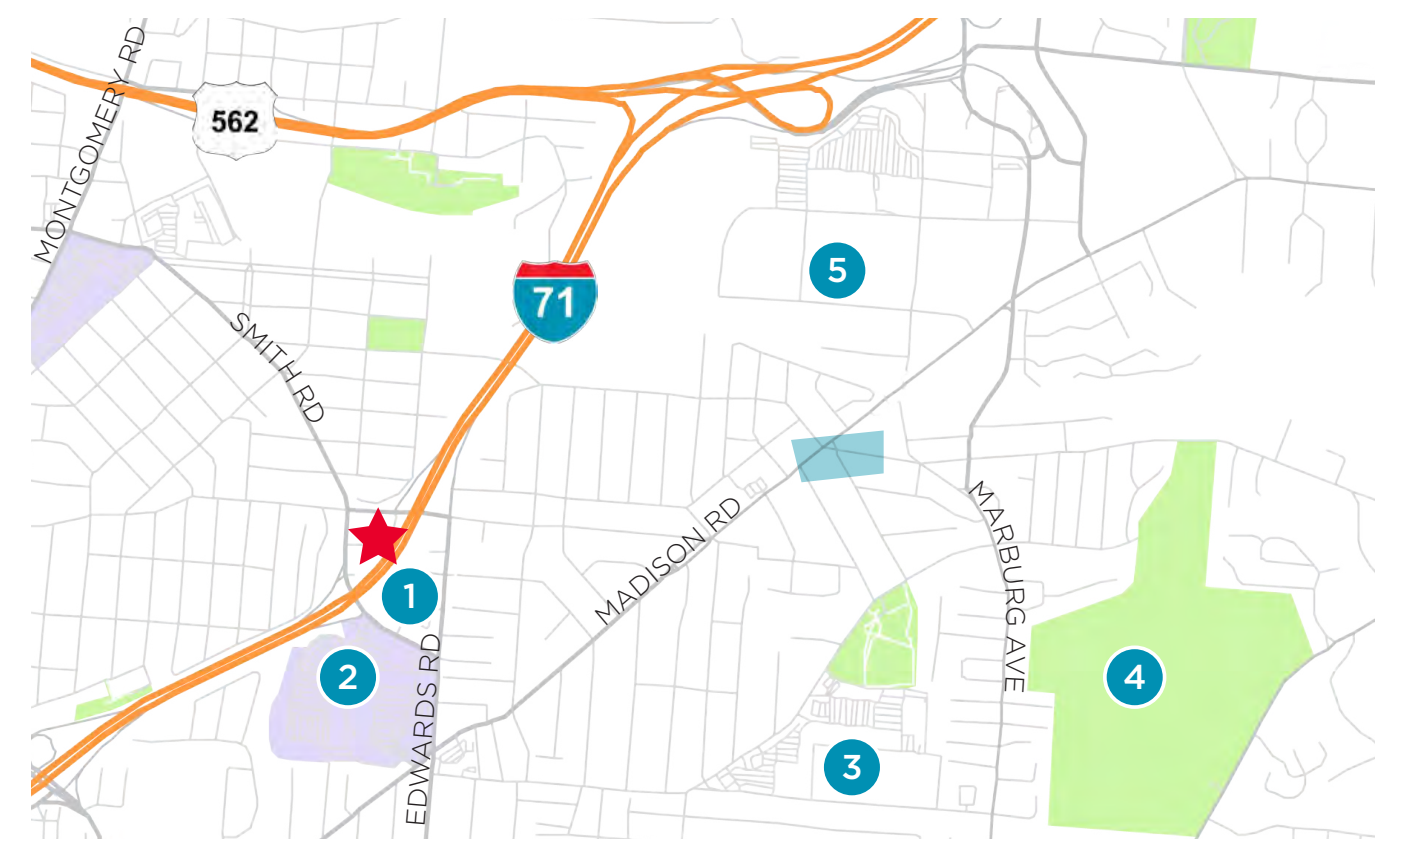 MONTGOMERY RD
562
5
71
SMITH RD
MADISON RD
MARBURG AVE
1
2
4
EDWARDS RD
3